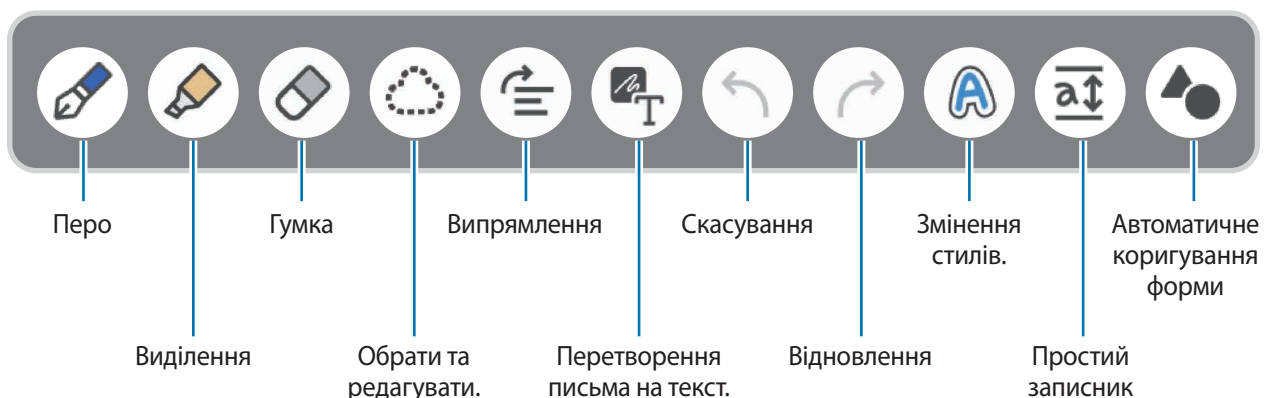 Перо
Гумка
Випрямлення
Скасування
Змінення
стилів.
Автоматичне
коригування
форми
Виділення
Обрати та
редагувати.
Перетворення
письма на текст.
Відновлення
Простий
записник